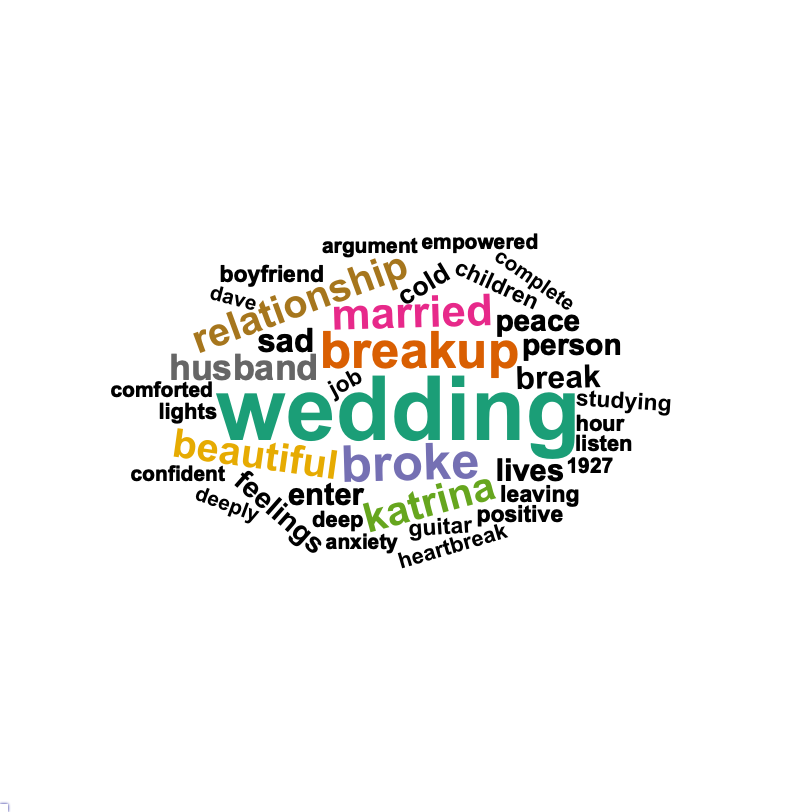 argument
empowered
complete
boyfriend
relationship
cold
children
dave
married
peace
sad
breakup
person
husband
job
break
comforted
wedding
studying
lights
hour
beautiful
broke
listen
confident
feelings
enter
lives
1927
deeply
katrina
leaving
deep
guitar
positive
anxiety
heartbreak